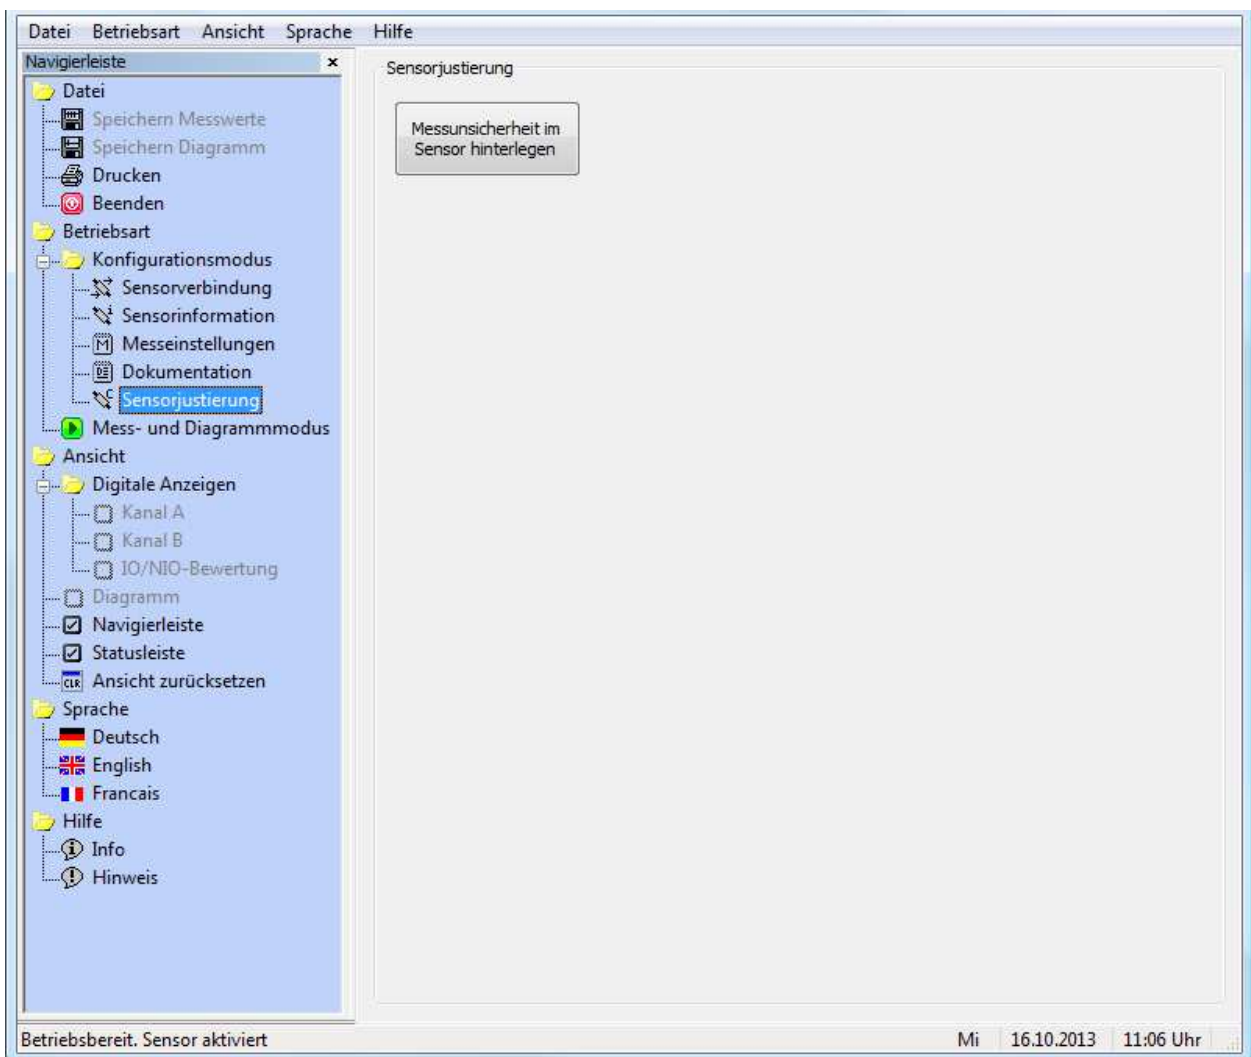 Datei Betriebsart Ansicht Sprache Hilfe
Navigierleiste x
Datei
Speichern Messwerte
Speichern Diagramm
Drucken
Beenden
Betriebsart
Konfigurationsmodus
Sensorverbindung
Sensorinformation
M Messeinstellungen
Dokumentation
Sensorjustierung
Mess- und Diagrammmodus
Ansicht
Digitale Anzeigen
Kanal A
Kanal B
IO/NIO-Bewertung
Diagramm
Navigierleiste
Statusleiste
CLR Ansicht zurücksetzen
Sprache
Deutsch
English
Francais
Hilfe
Info
Hinweis
Sensorjustierung
Messunsicherheit im
Sensor hinterlegen
Betriebsbereit. Sensor aktiviert Mi 16.10.2013 11:06 Uhr